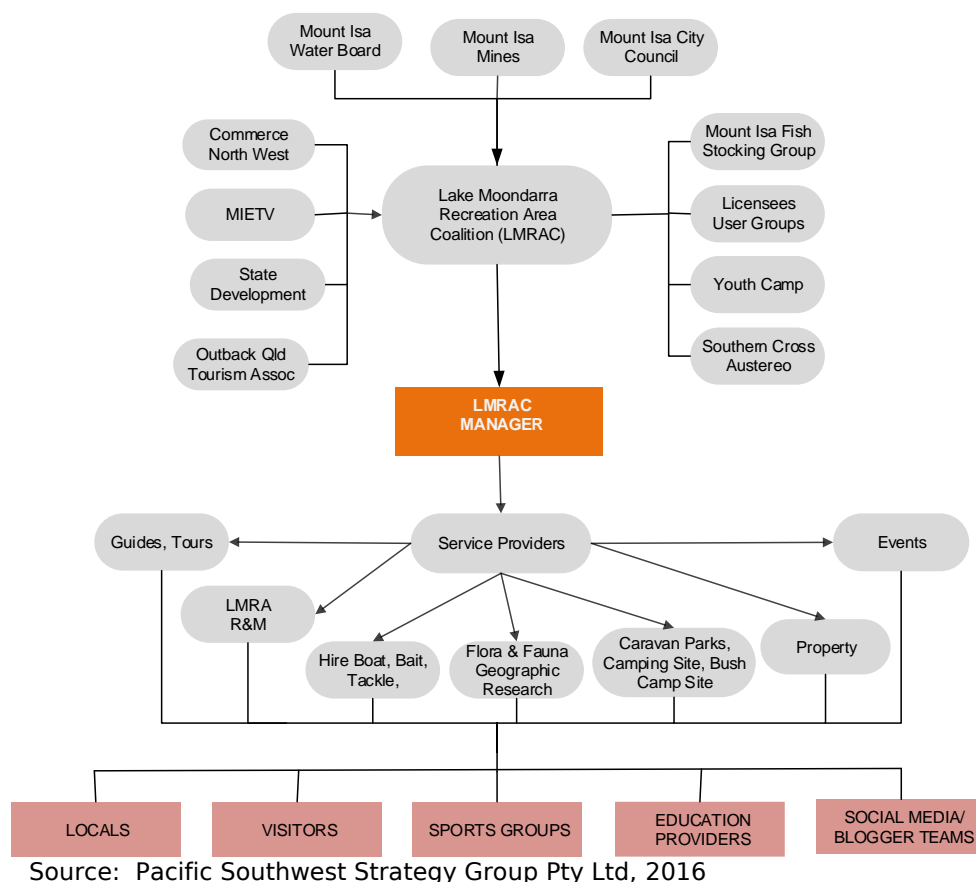 Mount Isa
Water Board
Mount Isa
Mines
Mount Isa City
Council
Commerce
North West
MIETV
State
Development
Outback Qld
Tourism Assoc
Lake Moondarra
Recreation Area
Coalition (LMRAC)
Mount Isa Fish
Stocking Group
Licensees
User Groups
Youth Camp
Southern Cross
Austereo
LMRAC
MANAGER
Guides, Tours
Service Providers
Events
LMRA
R&M
Hire Boat, Bait,
Tackle,
Flora & Fauna
Geographic
Research
Caravan Parks,
Camping Site, Bush
Camp Site
Property
LOCALS
VISITORS
SPORTS GROUPS
EDUCATION
PROVIDERS
SOCIAL MEDIA/
BLOGGER TEAMS
Source: Pacific Southwest Strategy Group Pty Ltd, 2016